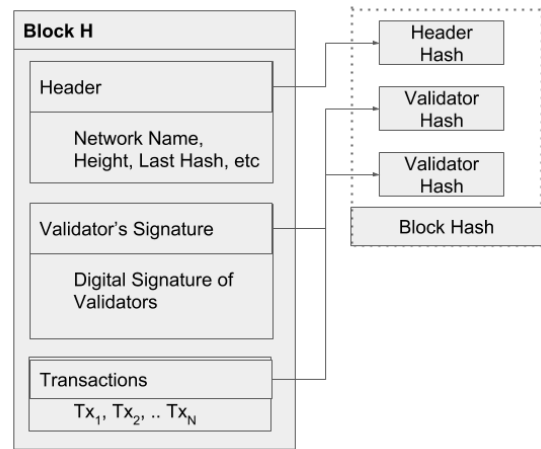 Block H
Header
Network Name,
Height, Last Hash, etc
Validator's Signature
Digital Signature of
Validators
Transactions
Tx1, Tx2, .. TxN
Header
Hash
Validator
Hash
Validator
Hash
Block Hash